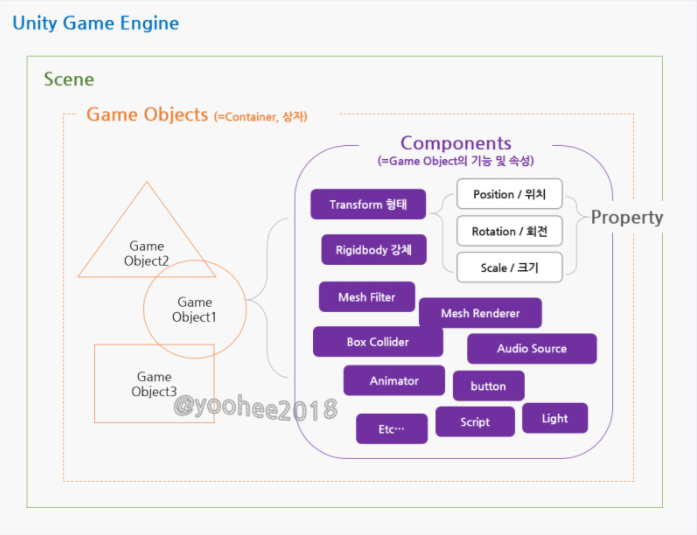 Unity Game Engine
Scene
Game Objects (=Container, 상자)
Components
(=Game Object의 기능 및 속성)
Transform 형태
Position / 위치
Rotation / 회전
Scale / 크기
Property
Rigidbody 강체
Mesh Filter
Mesh Renderer
Box Collider
Audio Source
Animator
button
Etc…
Script
Light
Game
Object2
Game
Object1
Game
Object3
@yoohee2018